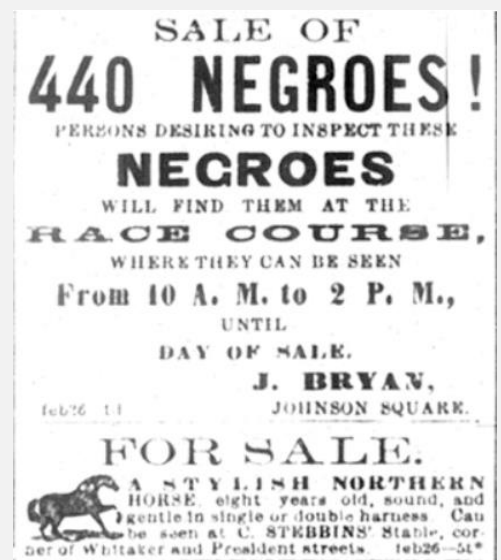 SALE OF
440 NEGROES!
PERSONS DESIRING TO INSPECT THESE
NEGROES
WILL FIND THEM AT THE
RACE COURSE,
WHERE THEY CAN BE SEEN
From 10 A. M. to 2 P. M.,
UNTIL
DAY OF SALE.
J. BRYAN,
feb26 JOHNSON SQUARE.
FOR SALE.
A STYLISH NORTHERN
HORSE, eight years old, sound, and
gentle in single or double harness. Can
be seen at C. STEBBINS' Stable, cor-
ner of Whitaker and President streets. feb26—5t*